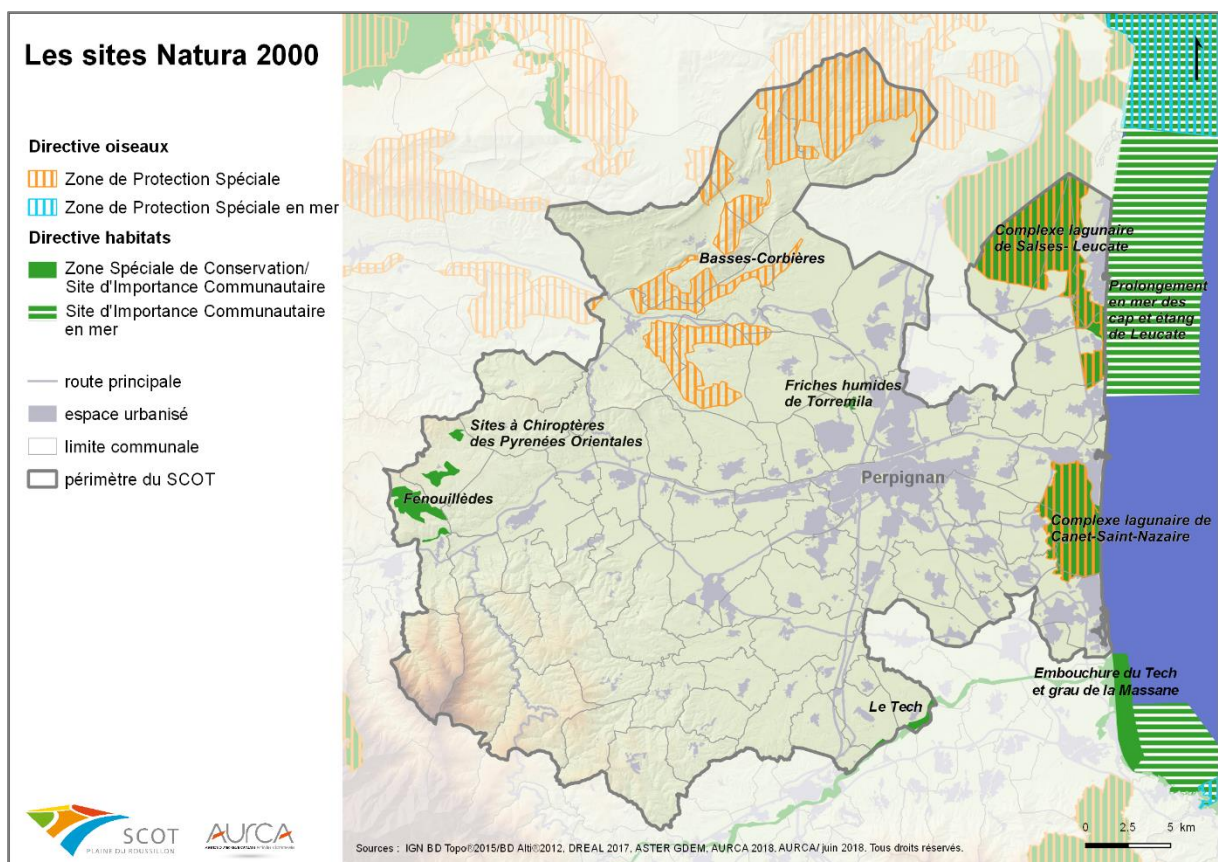 Les sites Natura 2000
Directive oiseaux
Zone de Protection Spéciale
Zone de Protection Spéciale en mer
Directive habitats
Zone Spéciale de Conservation/
Site d'Importance Communautaire
Site d'Importance Communautaire
en mer
route principale
espace urbanisé
limite communale
périmètre du SCOT
Complexe lagunaire
de Salses- Leucate
Basses-Corbières
Prolongement
en mer des
cap et étang
de Leucate
Friches humides
de Torremila
Sites à Chiroptères
des Pyrenées Orientales
Fenouillèdes
Perpignan
Complexe lagunaire de
Canet-Saint-Nazaire
Embouchure du Tech
et grau de la Massane
Le Tech
0 2.5 5 km
SCOT
PLAINE DU ROUSSILLON
AURCA
Sources : IGN BD Topo®2015/BD Alti®2012, DREAL 2017, ASTER GDEM, AURCA 2018. AURCA/ juin 2018. Tous droits réservés.